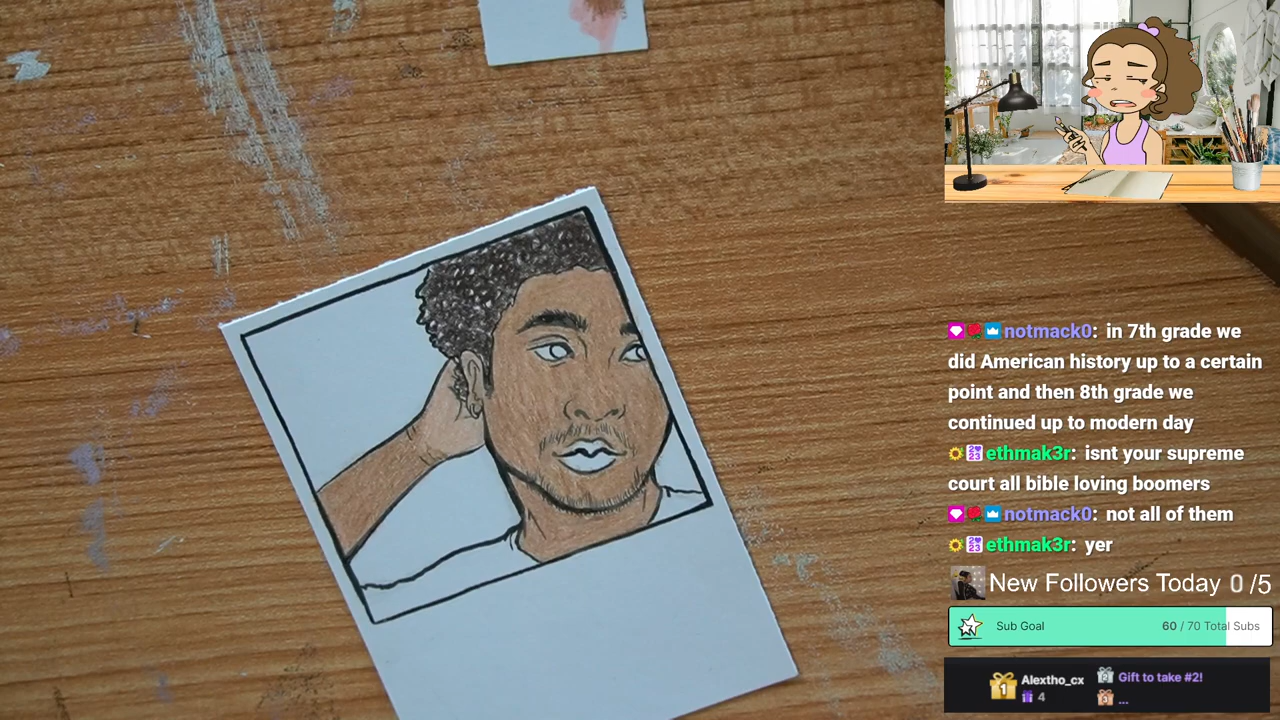 notmack0: in 7th grade we
did American history up to a certain
point and then 8th grade we
continued up to modern day
ethmak3r: isnt your supreme
court all bible loving boomers
notmack0: not all of them
ethmak3r: yer
New Followers Today 0 /5
Sub Goal 60 / 70 Total Subs
1 Alextho_cx
4
Gift to take #2!
...